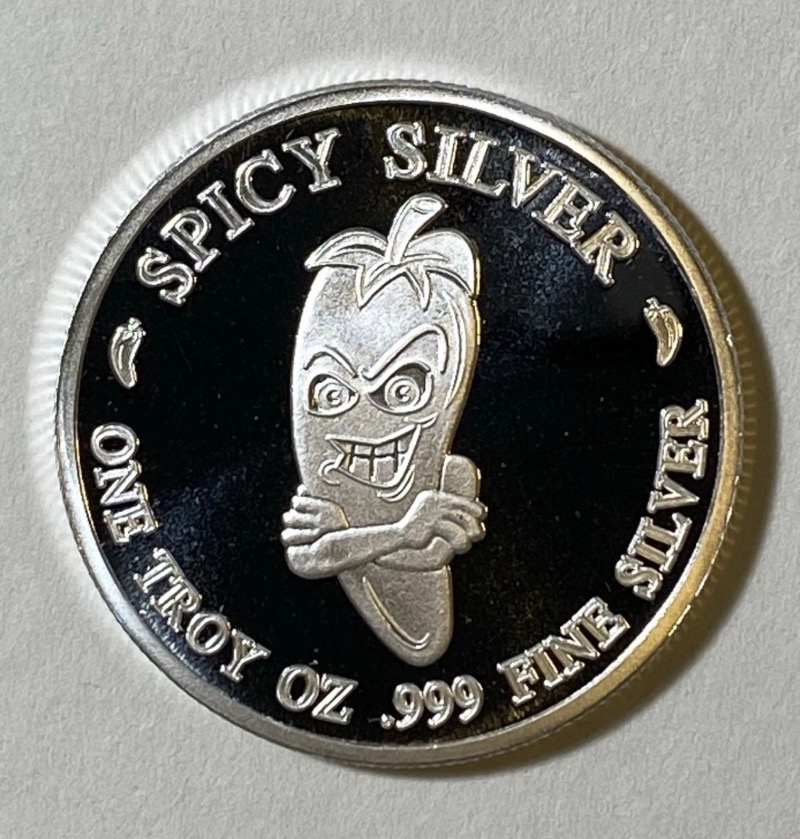 SPICY SILVER
ONE TROY OZ .999 FINE SILVER